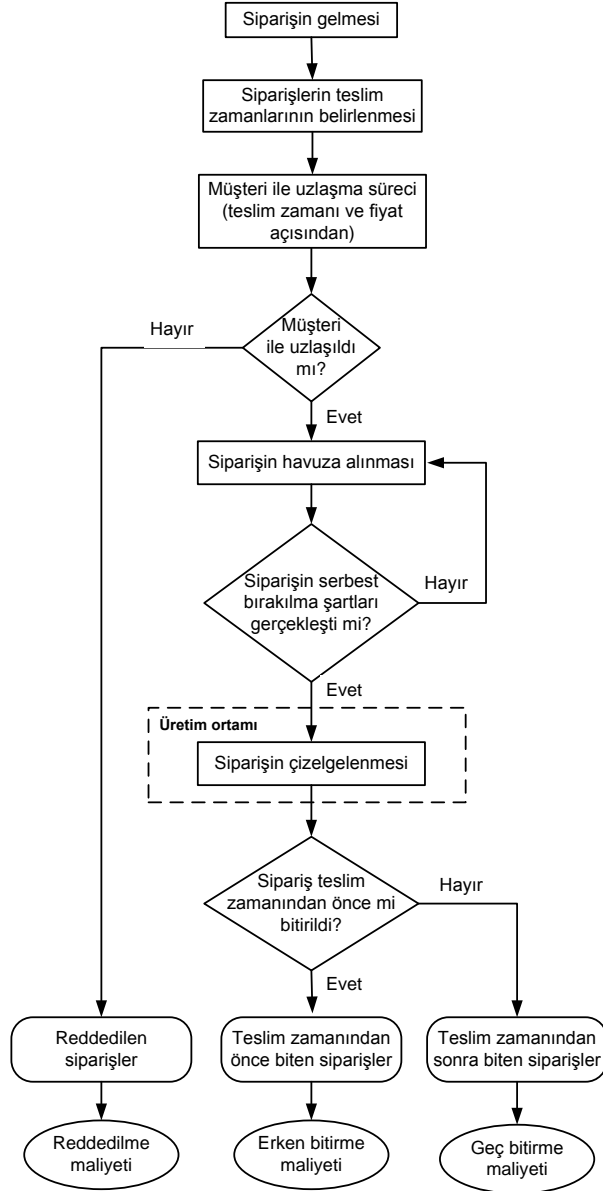 Siparişin gelmesi
Siparişlerin teslim
zamanlarının belirlenmesi
Müşteri ile uzlaşma süreci
(teslim zamanı ve fiyat
açısından)
Müşteri
ile uzlaşıldı
mı?
Hayır
Evet
Siparişin havuza alınması
Siparişin serbest
bırakılma şartları
gerçekleşti mi?
Hayır
Evet
Üretim ortamı
Siparişin çizelgelenmesi
Sipariş teslim
zamanından önce mi
bitirildi?
Hayır
Evet
Reddedilen
siparişler
Teslim zamanından
önce biten siparişler
Teslim zamanından
sonra biten siparişler
Reddedilme
maliyeti
Erken bitirme
maliyeti
Geç bitirme
maliyeti